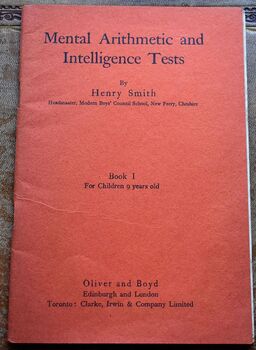 Mental Arithmetic and
Intelligence Tests
By
Henry Smith
Headmaster, Modern Boys' Council School, New Ferry, Cheshire
Book I
For Children 9 years old
Oliver and Boyd
Edinburgh and London
Toronto: Clarke, Irwin & Company Limited